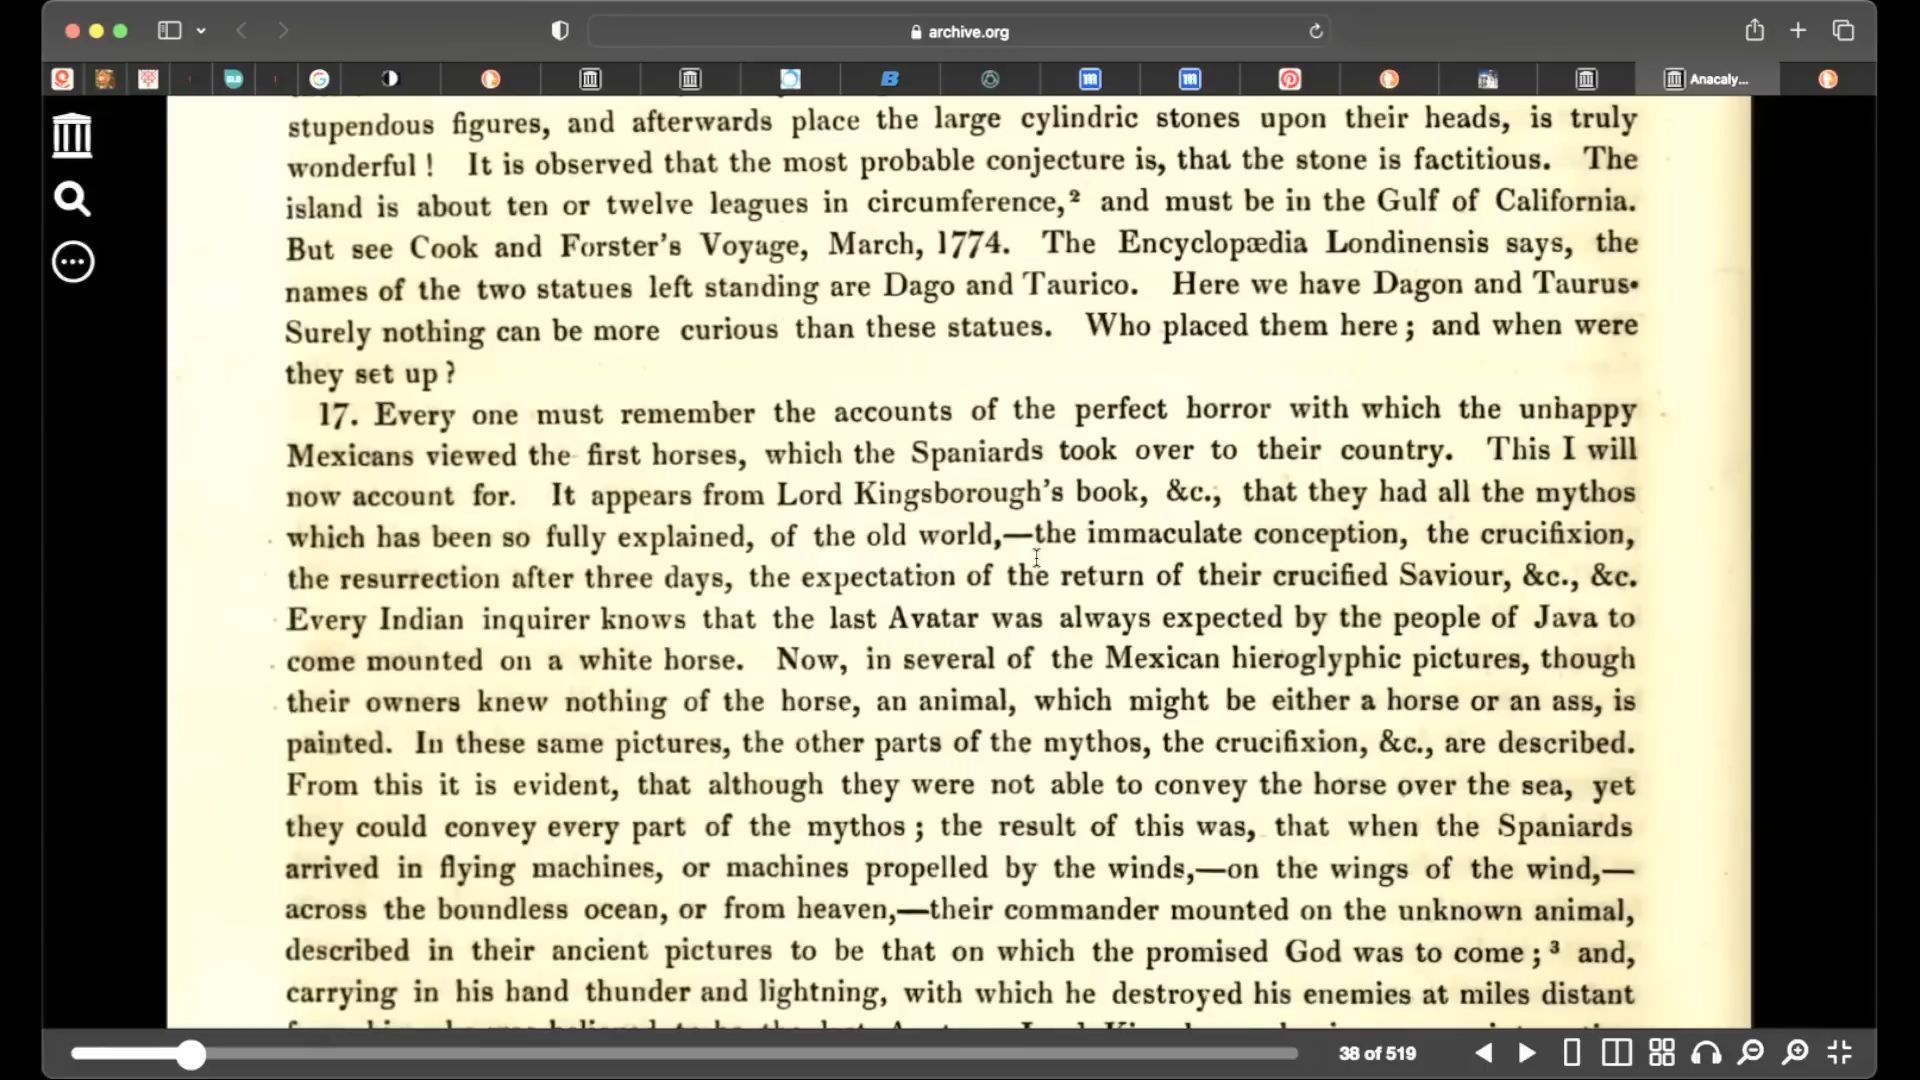 archive.org
BLB
Anacaly...
stupendous figures, and afterwards place the large cylindric stones upon their heads, is truly
wonderful ! It is observed that the most probable conjecture is, that the stone is factitious. The
island is about ten or twelve leagues in circumference,² and must be in the Gulf of California.
But see Cook and Forster's Voyage, March, 1774. The Encyclopædia Londinensis says, the
names of the two statues left standing are Dago and Taurico. Here we have Dagon and Taurus.
Surely nothing can be more curious than these statues. Who placed them here ; and when were
they set up ?
17. Every one must remember the accounts of the perfect horror with which the unhappy
Mexicans viewed the first horses, which the Spaniards took over to their country. This I will
now account for. It appears from Lord Kingsborough's book, &c., that they had all the mythos
which has been so fully explained, of the old world,—the immaculate conception, the crucifixion,
the resurrection after three days, the expectation of the return of their crucified Saviour, &c., &c.
Every Indian inquirer knows that the last Avatar was always expected by the people of Java to
come mounted on a white horse. Now, in several of the Mexican hieroglyphic pictures, though
their owners knew nothing of the horse, an animal, which might be either a horse or an ass, is
painted. In these same pictures, the other parts of the mythos, the crucifixion, &c., are described.
From this it is evident, that although they were not able to convey the horse over the sea, yet
they could convey every part of the mythos ; the result of this was, that when the Spaniards
arrived in flying machines, or machines propelled by the winds,—on the wings of the wind,—
across the boundless ocean, or from heaven,—their commander mounted on the unknown animal,
described in their ancient pictures to be that on which the promised God was to come ;³ and,
carrying in his hand thunder and lightning, with which he destroyed his enemies at miles distant
38 of 519